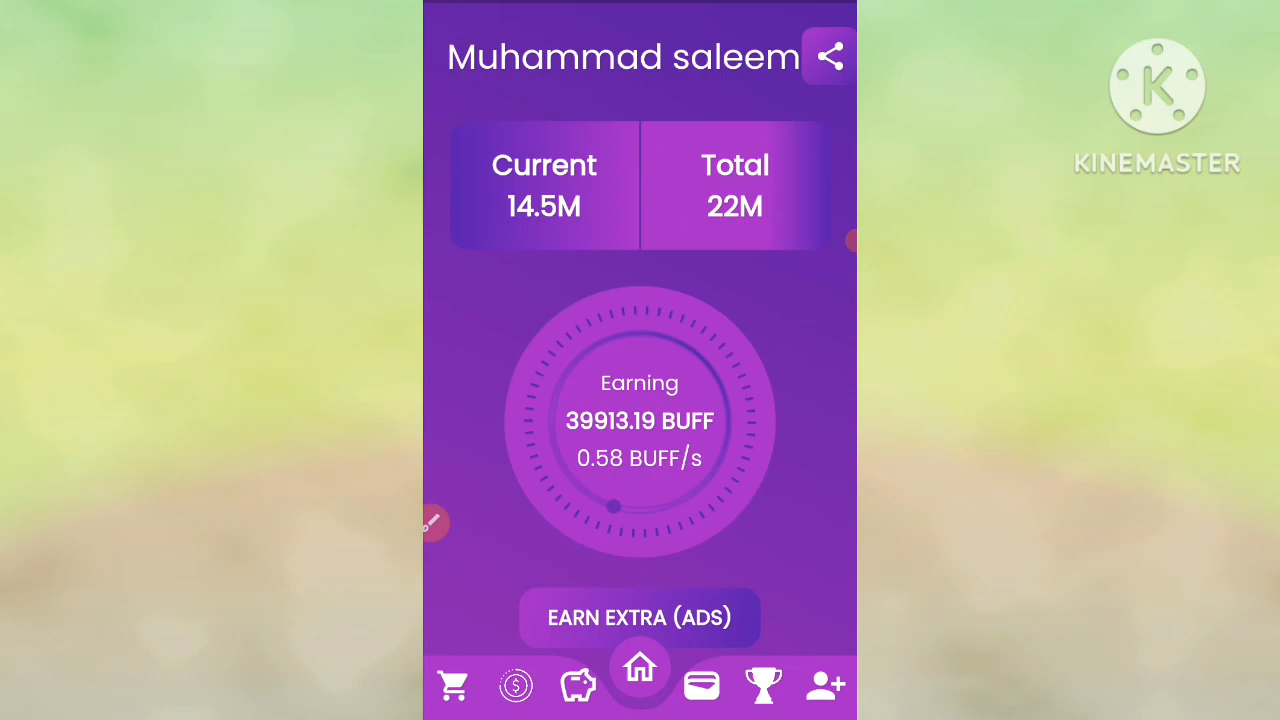 Muhammad saleem
KINEMASTER
Current
14.5M
Total
22M
Earning
39913.19 BUFF
0.58 BUFF/s
EARN EXTRA (ADS)